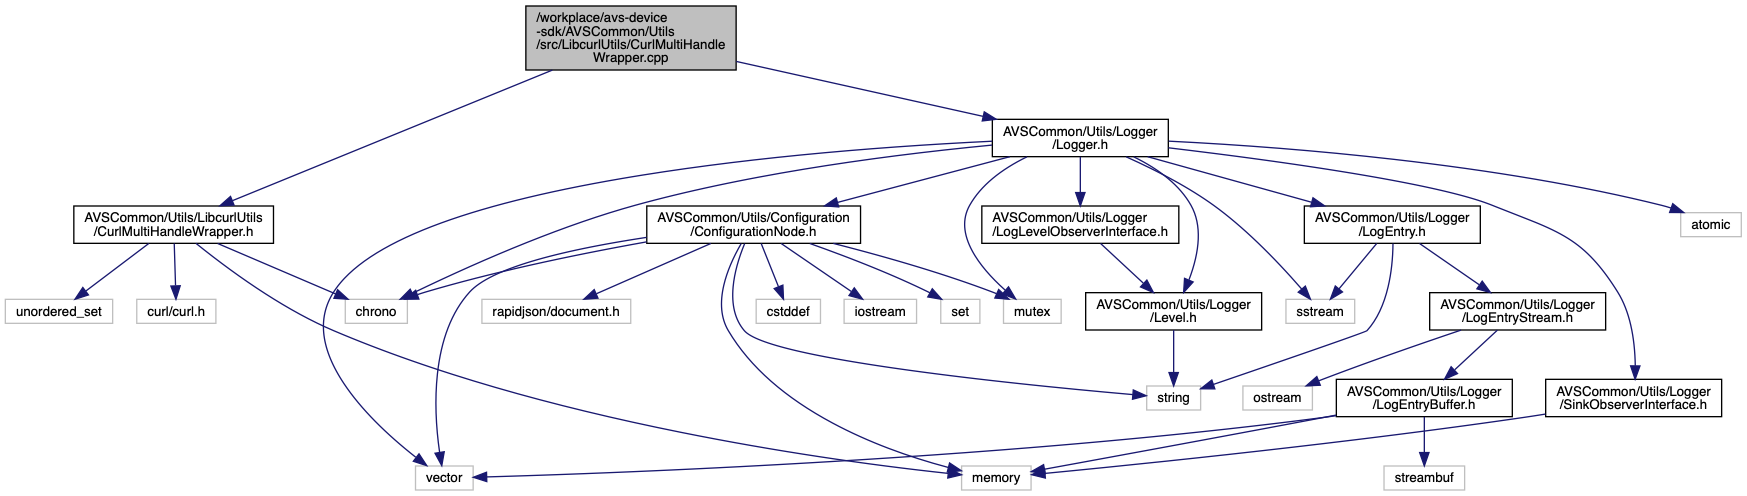 /workplace/avs-device
-sdk/AVSCommon/Utils
/src/LibcurlUtils/CurlMultiHandle
Wrapper.cpp
AVSCommon/Utils/Logger
/Logger.h
AVSCommon/Utils/LibcurlUtils
/CurlMultiHandleWrapper.h
AVSCommon/Utils/Configuration
/ConfigurationNode.h
AVSCommon/Utils/Logger
/LogLevelObserverInterface.h
AVSCommon/Utils/Logger
/LogEntry.h
atomic
unordered_set
curl/curl.h
chrono
rapidjson/document.h
cstddef
iostream
set
mutex
AVSCommon/Utils/Logger
/Level.h
sstream
AVSCommon/Utils/Logger
/LogEntryStream.h
string
ostream
AVSCommon/Utils/Logger
/LogEntryBuffer.h
AVSCommon/Utils/Logger
/SinkObserverInterface.h
vector
memory
streambuf